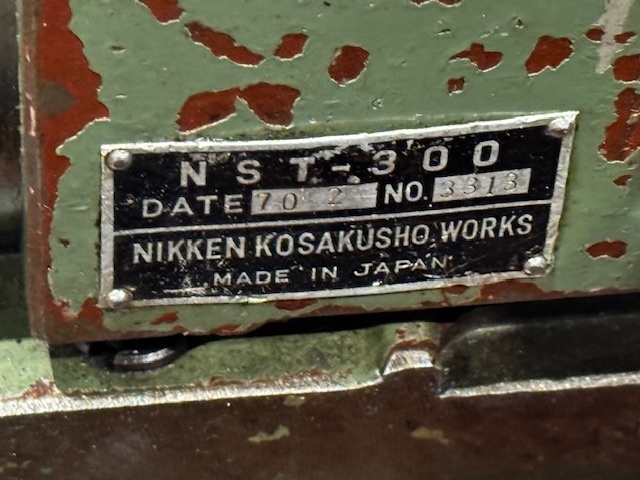 NST-300
DATE 70 2 NO. 3313
NIKKEN KOSAKUSHO WORKS
MADE IN JAPAN